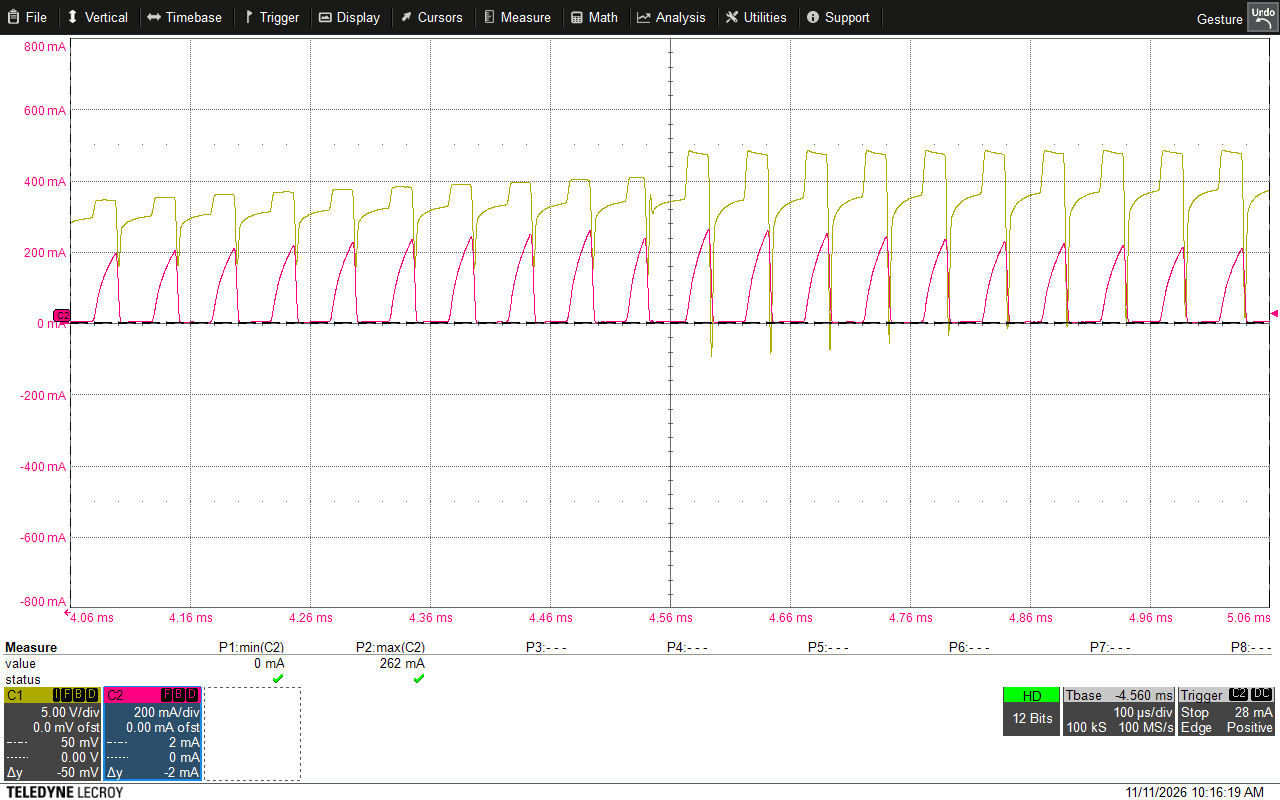 File Vertical Timebase Trigger Display Cursors Measure Math Analysis Utilities Support Gesture Undo
800 mA
600 mA
400 mA
200 mA
C2
0 mA
-200 mA
-400 mA
-600 mA
-800 mA
4.06 ms 4.16 ms 4.26 ms 4.36 ms 4.46 ms 4.56 ms 4.66 ms 4.76 ms 4.86 ms 4.96 ms 5.06 ms
Measure P1:min(C2) P2:max(C2) P3:- - - P4:- - - P5:- - - P6:- - - P7:- - - P8:- - -
value 0 mA 262 mA
status
C1 I F B D
5.00 V/div
0.0 mV ofst
50 mV
0.00 V
Δy -50 mV
C2 F B D
200 mA/div
0.00 mA ofst
2 mA
0 mA
Δy -2 mA
HD
12 Bits
Tbase -4.560 ms
100 µs/div
100 kS 100 MS/s
Trigger C2 DC
Stop 28 mA
Edge Positive
TELEDYNE LECROY
11/11/2026 10:16:19 AM